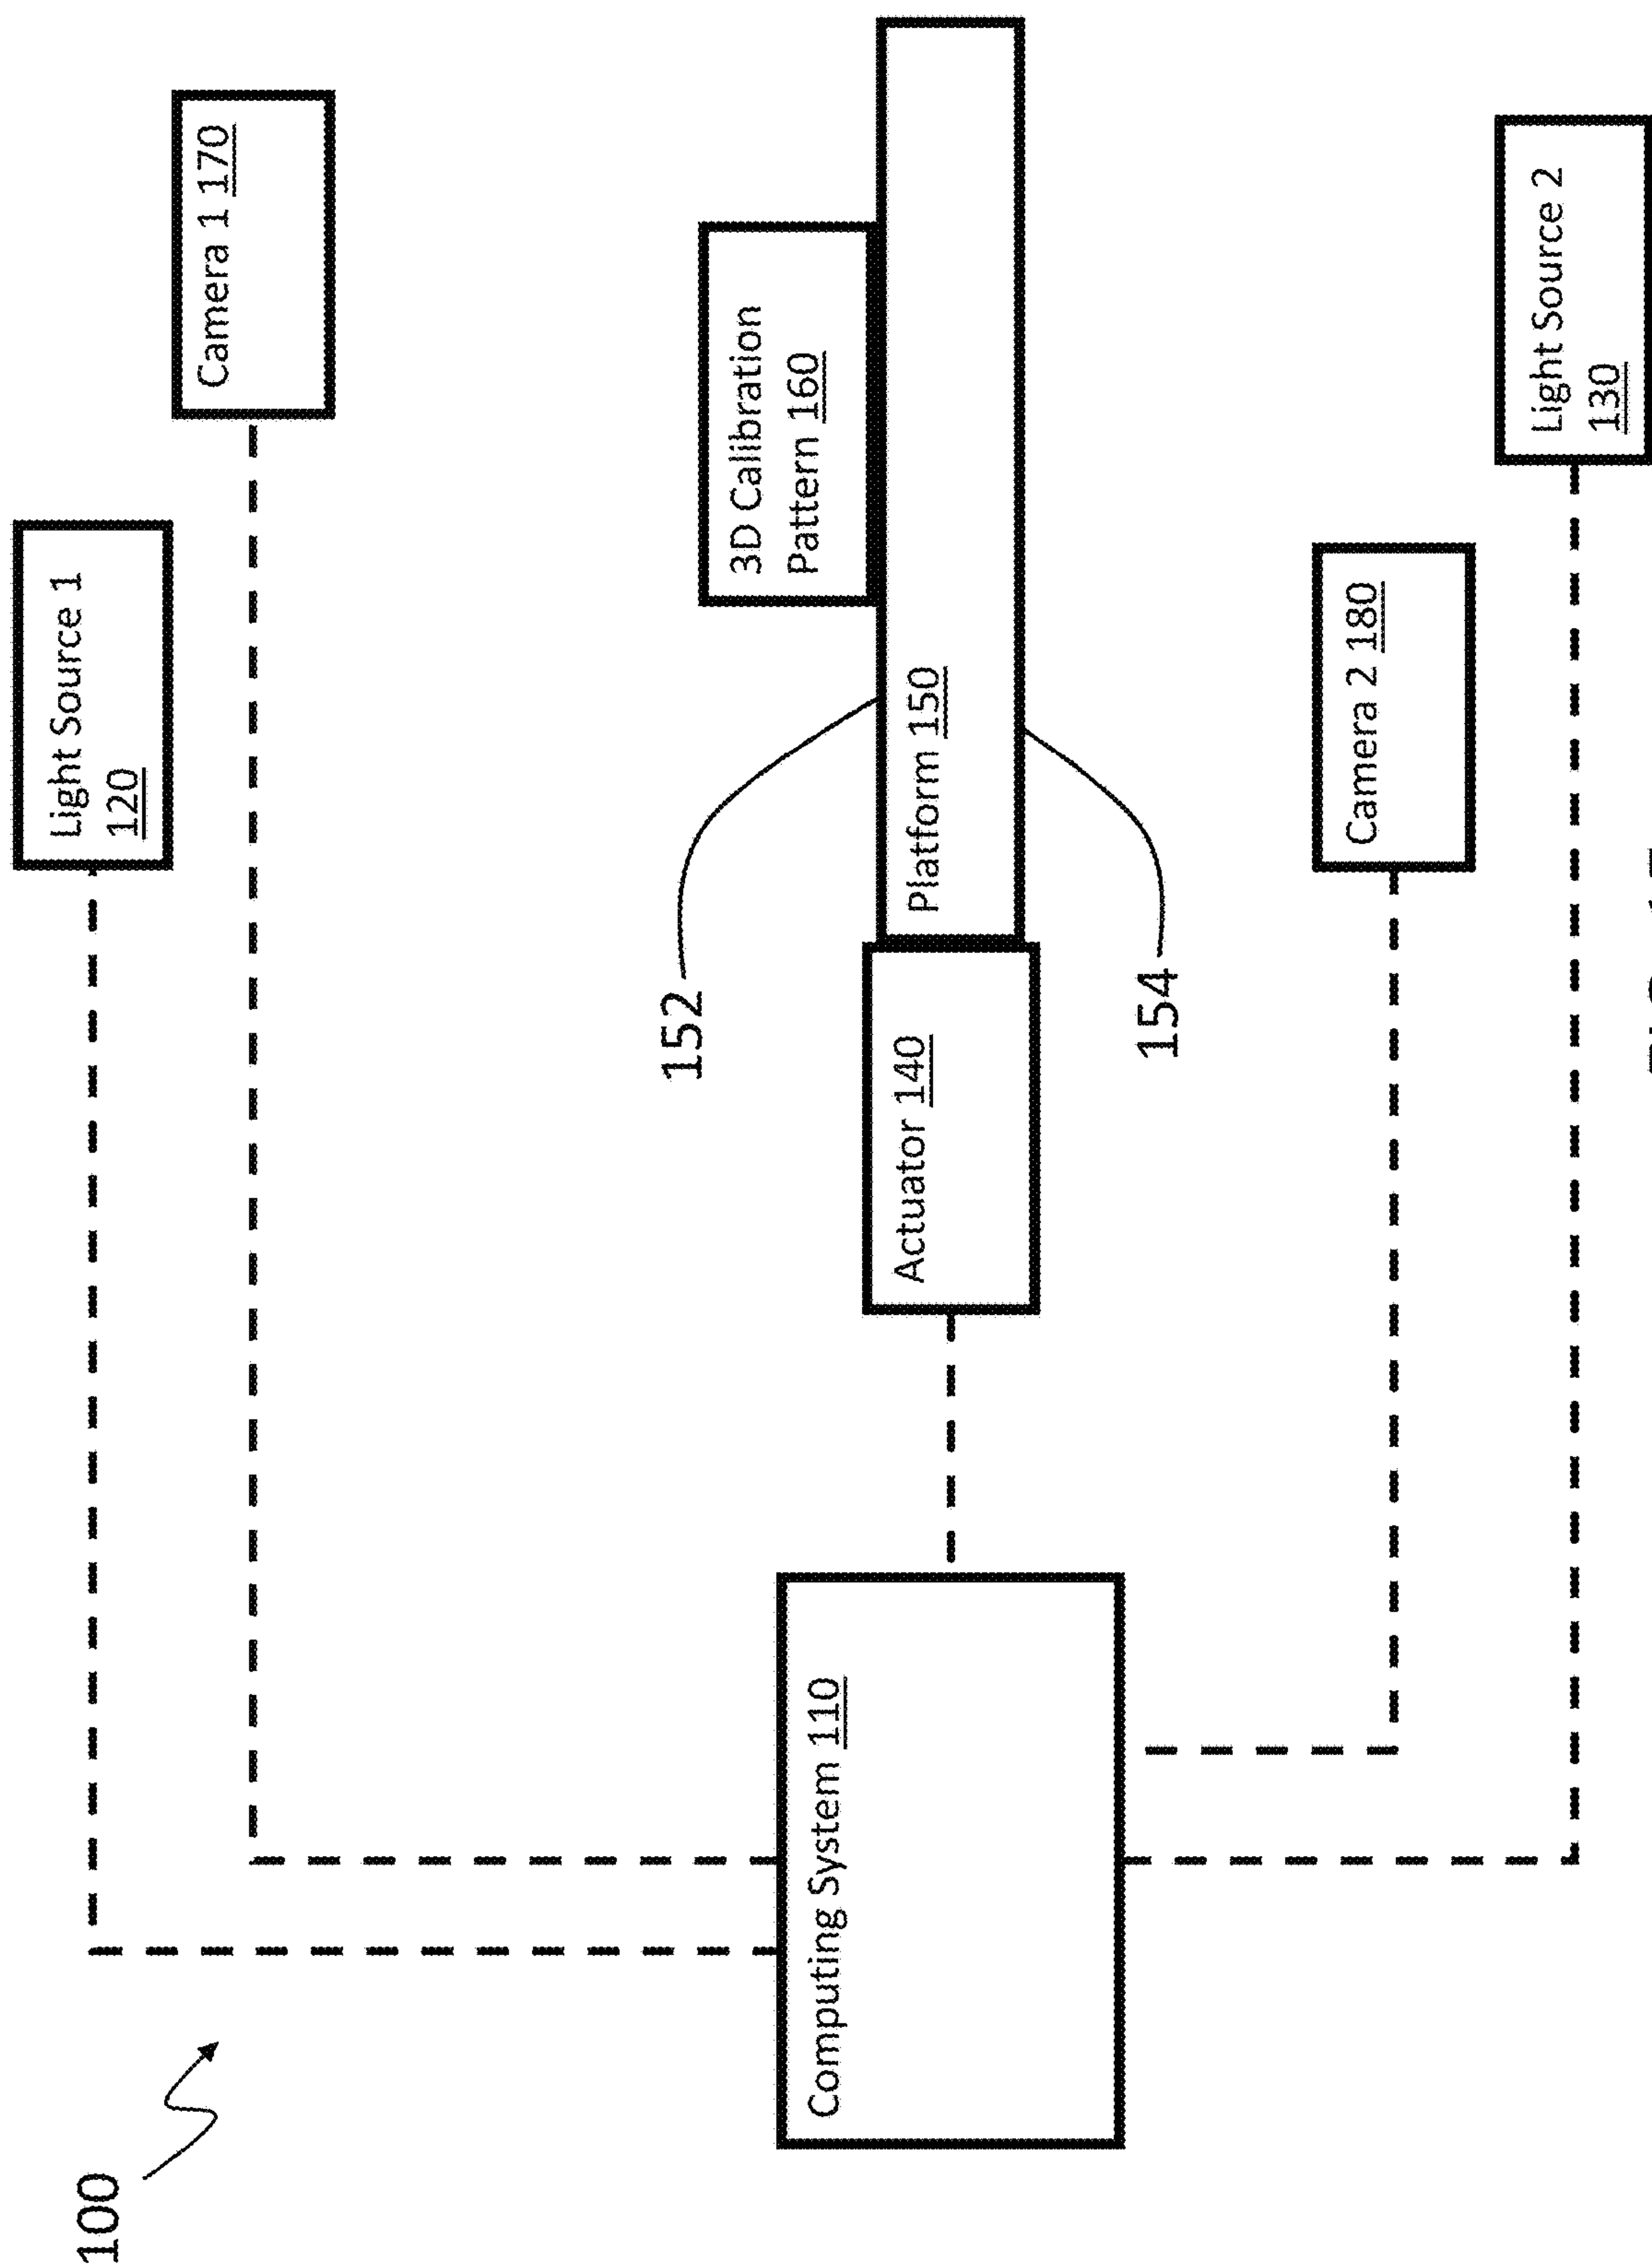 100
Light Source 1
120
Camera 1 170
152
3D Calibration
Pattern 160
Computing System 110
Actuator 140
Platform 150
154
Camera 2 180
Light Source 2
130